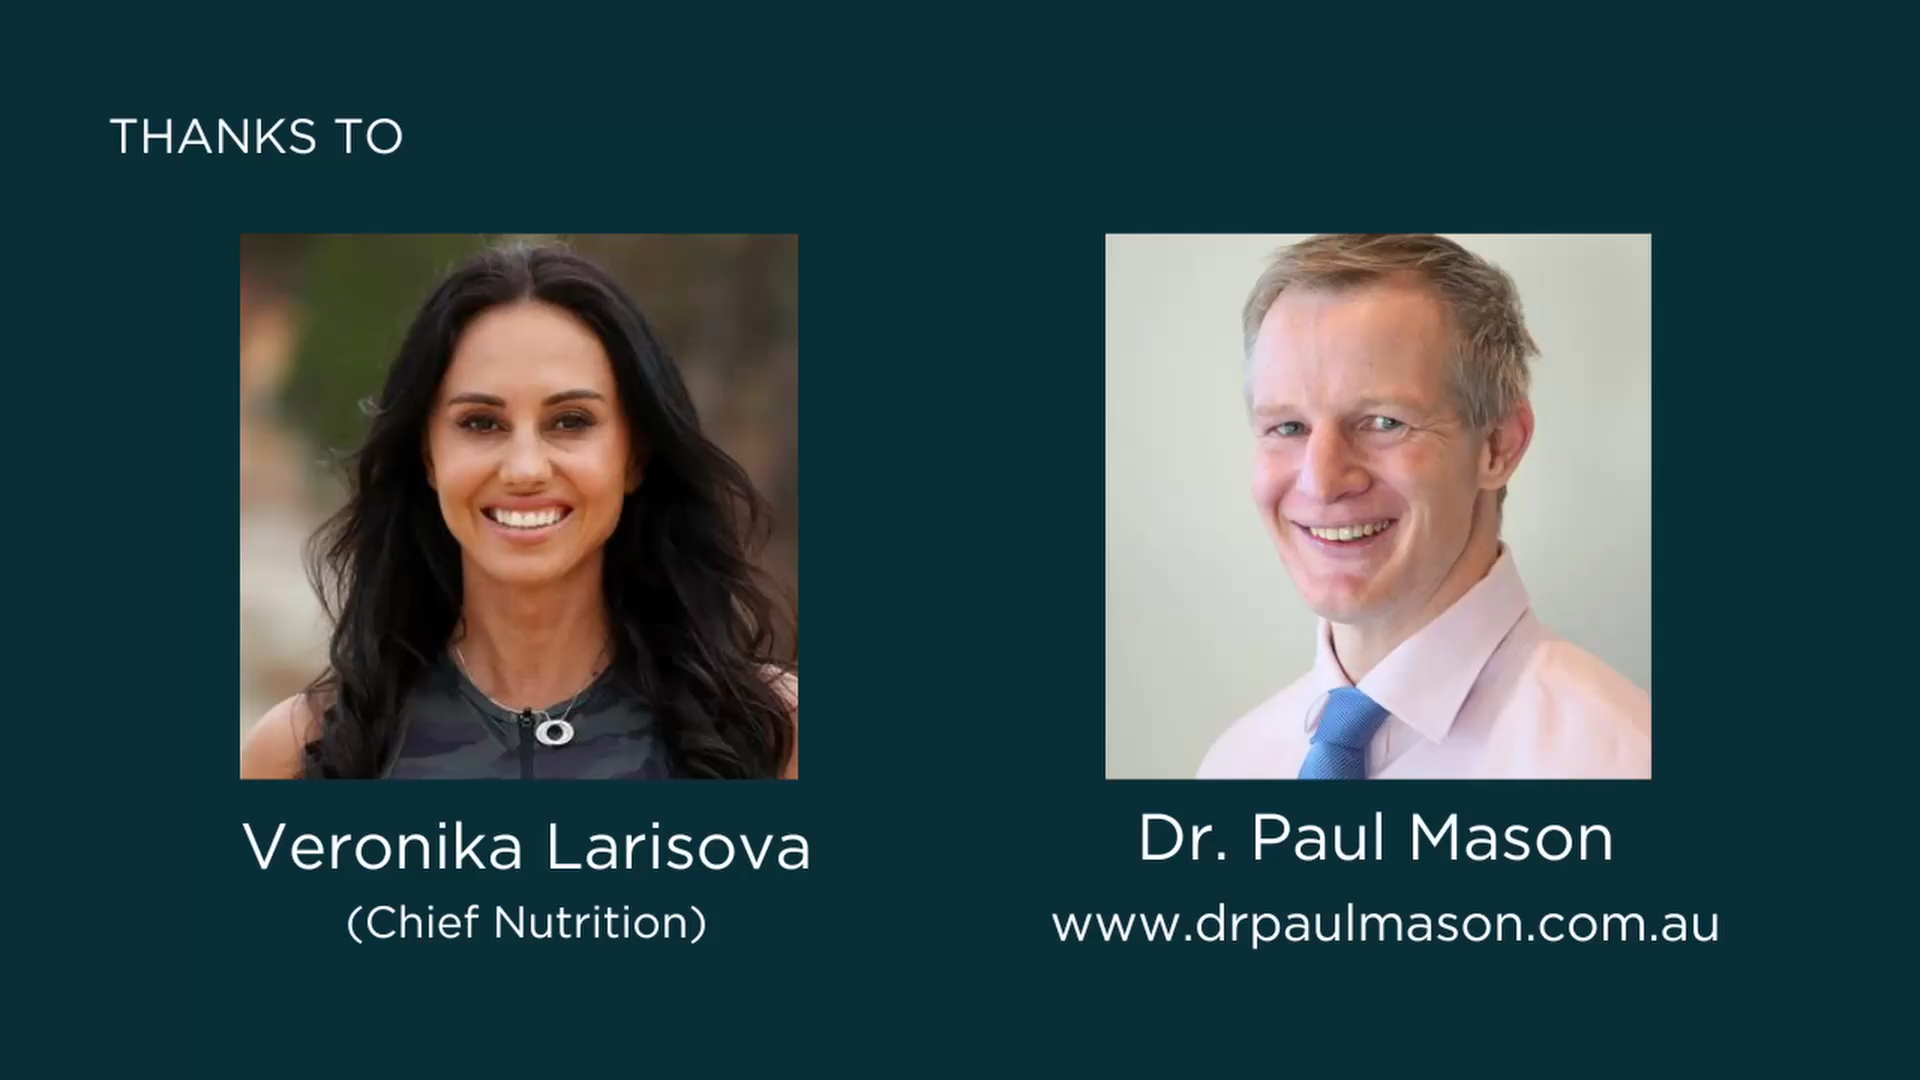 THANKS TO
Veronika Larisova
(Chief Nutrition)
Dr. Paul Mason
www.drpaulmason.com.au